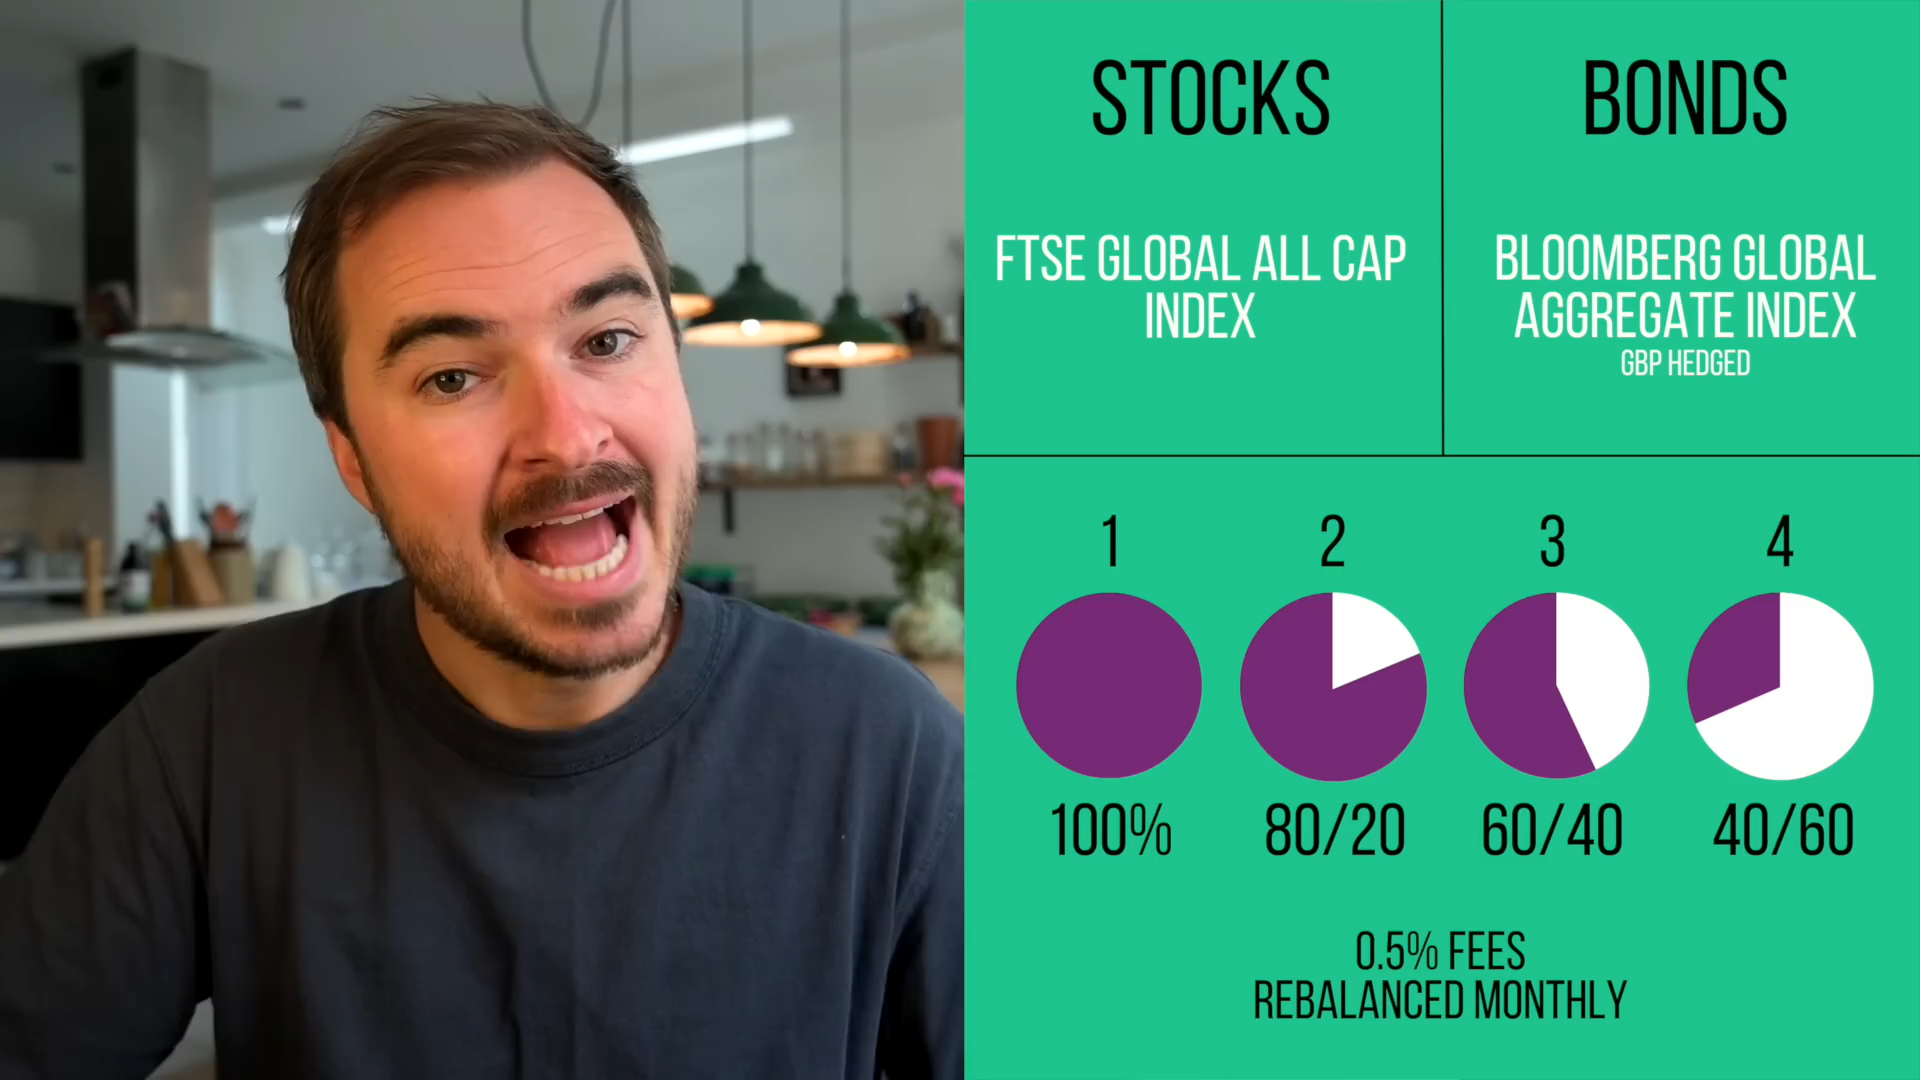 STOCKS
FTSE GLOBAL ALL CAP
INDEX
BONDS
BLOOMBERG GLOBAL
AGGREGATE INDEX
GBP HEDGED
1
2
3
4
100%
80/20
60/40
40/60
0.5% FEES
REBALANCED MONTHLY